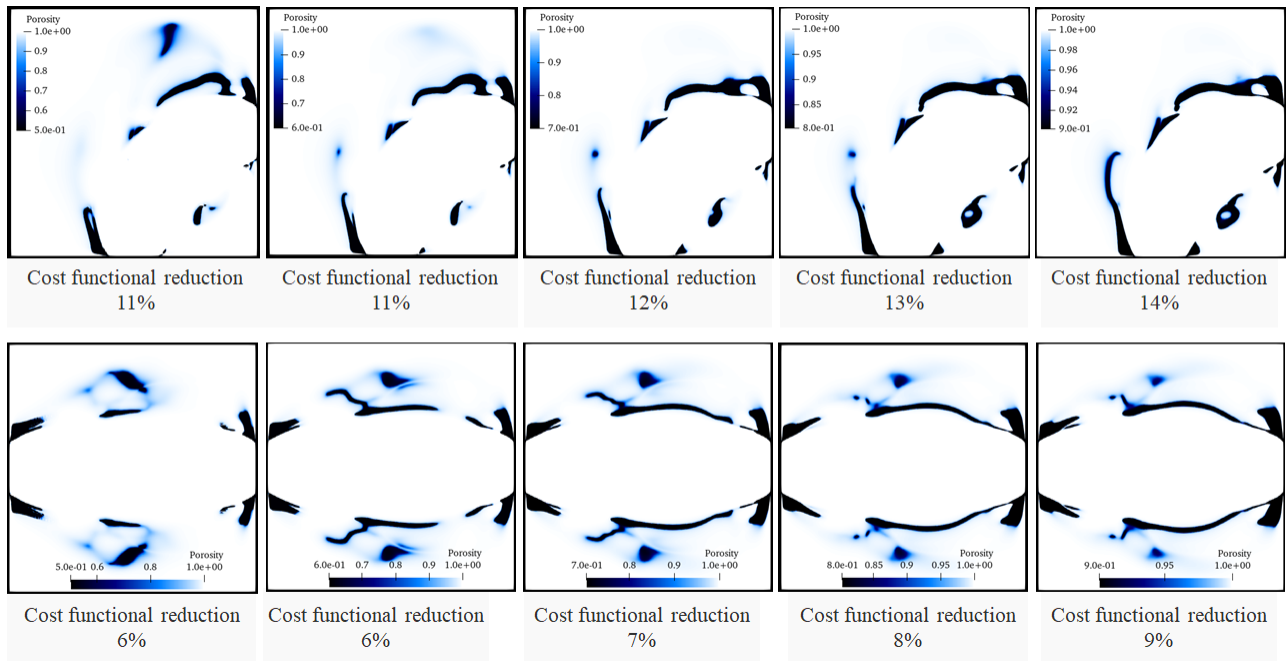 Porosity
1.0e+00
0.9
0.8
0.7
0.6
5.0e-01
Cost functional reduction
11%
Porosity
1.0e+00
0.9
0.8
0.7
6.0e-01
Cost functional reduction
11%
Porosity
1.0e+00
0.9
0.8
7.0e-01
Cost functional reduction
12%
Porosity
1.0e+00
0.95
0.9
0.85
8.0e-01
Cost functional reduction
13%
Porosity
1.0e+00
0.98
0.96
0.94
0.92
9.0e-01
Cost functional reduction
14%
Porosity
5.0e-01 0.6 0.8 1.0e+00
Cost functional reduction
6%
Porosity
6.0e-01 0.7 0.8 0.9 1.0e+00
Cost functional reduction
6%
Porosity
7.0e-01 0.8 0.9 1.0e+00
Cost functional reduction
7%
Porosity
8.0e-01 0.85 0.9 0.95 1.0e+00
Cost functional reduction
8%
Porosity
9.0e-01 0.95 1.0e+00
Cost functional reduction
9%